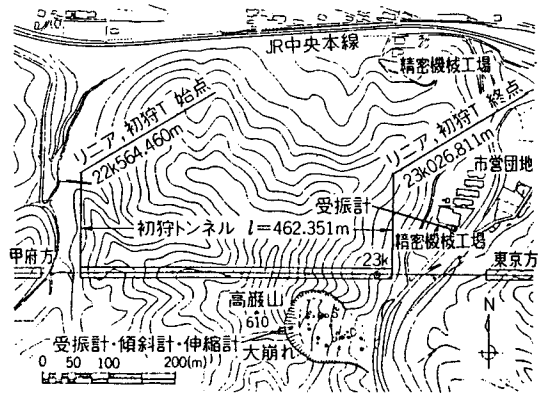 JR中央本線
精密機械工場
リニア,初狩T 始点
22k564.460m
リニア,初狩T 終点
23k026.811m
市営団地
受振計
初狩トンネル l=462.351m
精密機械工場
甲府方
23k
東京方
高巌山
610
N
受振計・傾斜計・伸縮計
大崩れ
0 50 100 200(m)